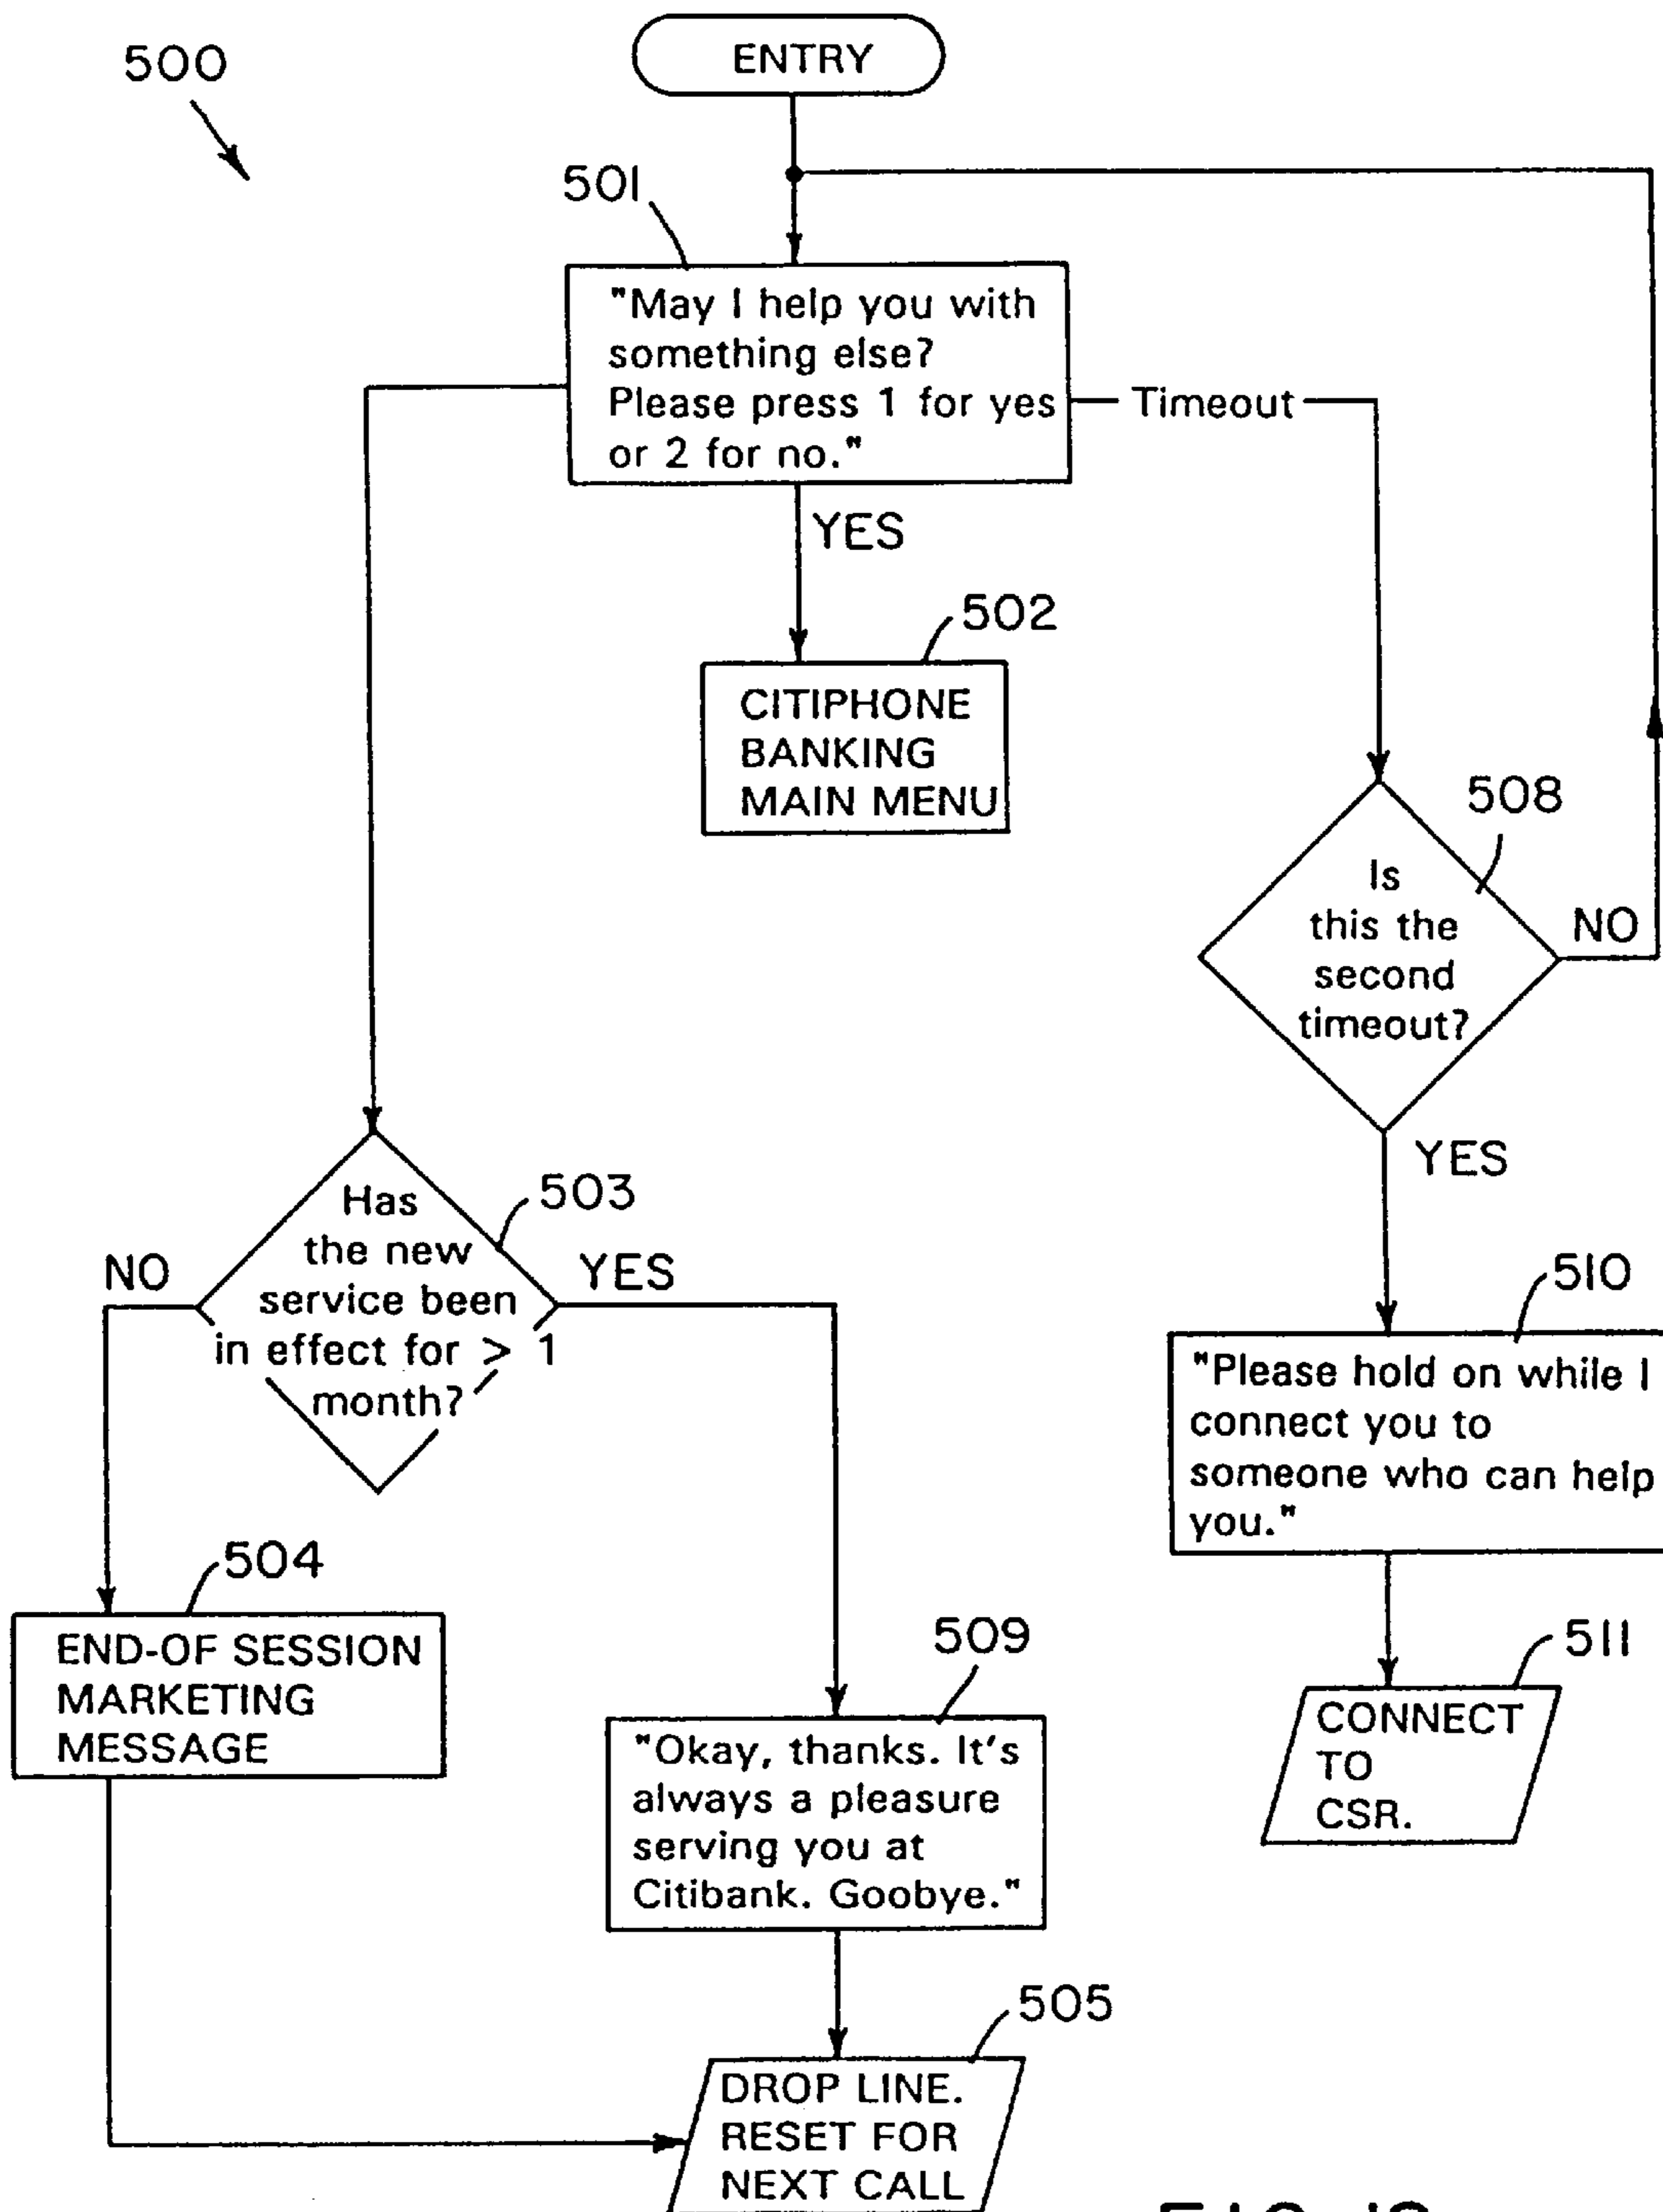 500
ENTRY
501
"May I help you with
something else?
Please press 1 for yes
or 2 for no."
Timeout
YES
502
CITIPHONE
BANKING
MAIN MENU
508
Is
this the
second
timeout?
NO
YES
503
Has
the new
service been
in effect for > 1
month?
NO
YES
510
"Please hold on while I
connect you to
someone who can help
you."
504
END-OF SESSION
MARKETING
MESSAGE
509
"Okay, thanks. It's
always a pleasure
serving you at
Citibank. Goobye."
511
CONNECT
TO
CSR.
505
DROP LINE.
RESET FOR
NEXT CALL